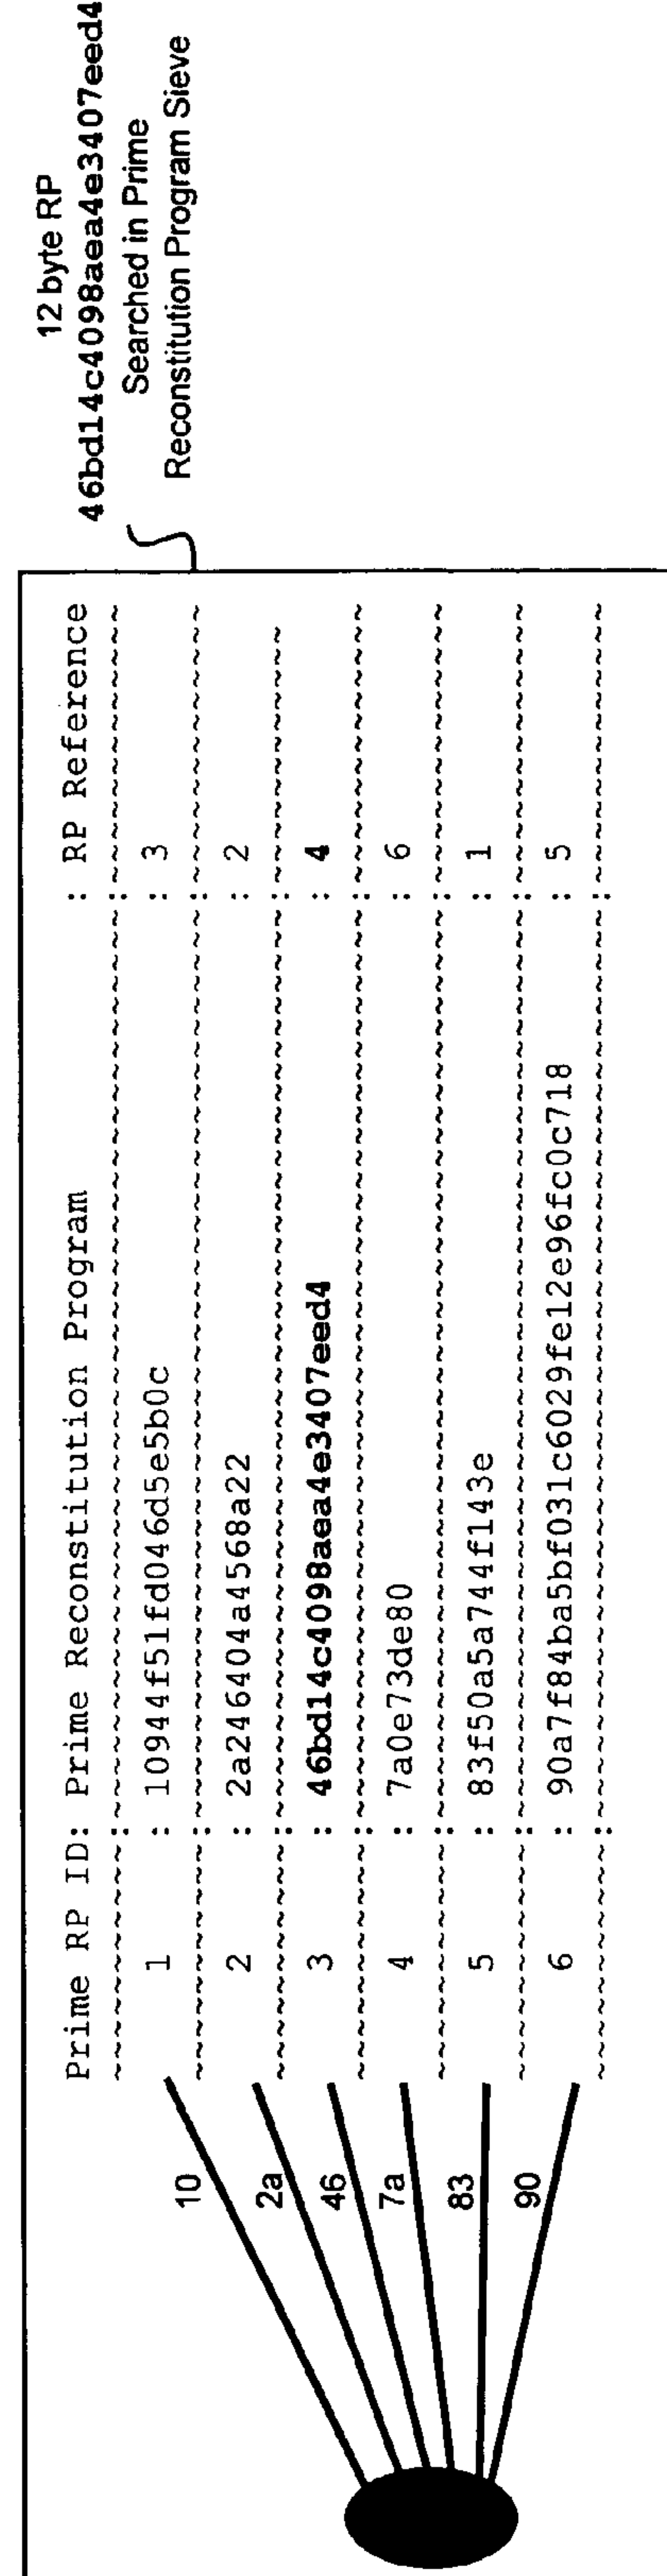 12 byte RP
46bd14c4098aea4e3407eed4
Searched in Prime
Reconstitution Program Sieve
Prime RP ID: Prime Reconstitution Program : RP Reference
~~~~~~~~~~~~:~~~~~~~~~~~~~~~~~~~~~~~~~~~~~~~~~~~~~~~~~~:~~~~~~~~~~~~~
10 1 : 10944f51fd046d5e5b0c : 3
~~~~~~~~~~~~:~~~~~~~~~~~~~~~~~~~~~~~~~~~~~~~~~~~~~~~~~~:~~~~~~~~~~~~~
2a 2 : 2a246404a4568a22 : 2
~~~~~~~~~~~~:~~~~~~~~~~~~~~~~~~~~~~~~~~~~~~~~~~~~~~~~~~:~~~~~~~~~~~~
46 3 : 46bd14c4098aea4e3407eed4 : 4
~~~~~~~~~~~~:~~~~~~~~~~~~~~~~~~~~~~~~~~~~~~~~~~~~~~~~~~:~~~~~~~~~~~~~
7a 4 : 7a0e73de80 : 6
~~~~~~~~~~~~:~~~~~~~~~~~~~~~~~~~~~~~~~~~~~~~~~~~~~~~~~~:~~~~~~~~~~~~~
83 5 : 83f50a5a744f143e : 1
~~~~~~~~~~~~:~~~~~~~~~~~~~~~~~~~~~~~~~~~~~~~~~~~~~~~~~~:~~~~~~~~~~~~~
90 6 : 90a7f84ba5bf031c6029fe12e96fc0c718 : 5
~~~~~~~~~~~~:~~~~~~~~~~~~~~~~~~~~~~~~~~~~~~~~~~~~~~~~~~:~~~~~~~~~~~~~